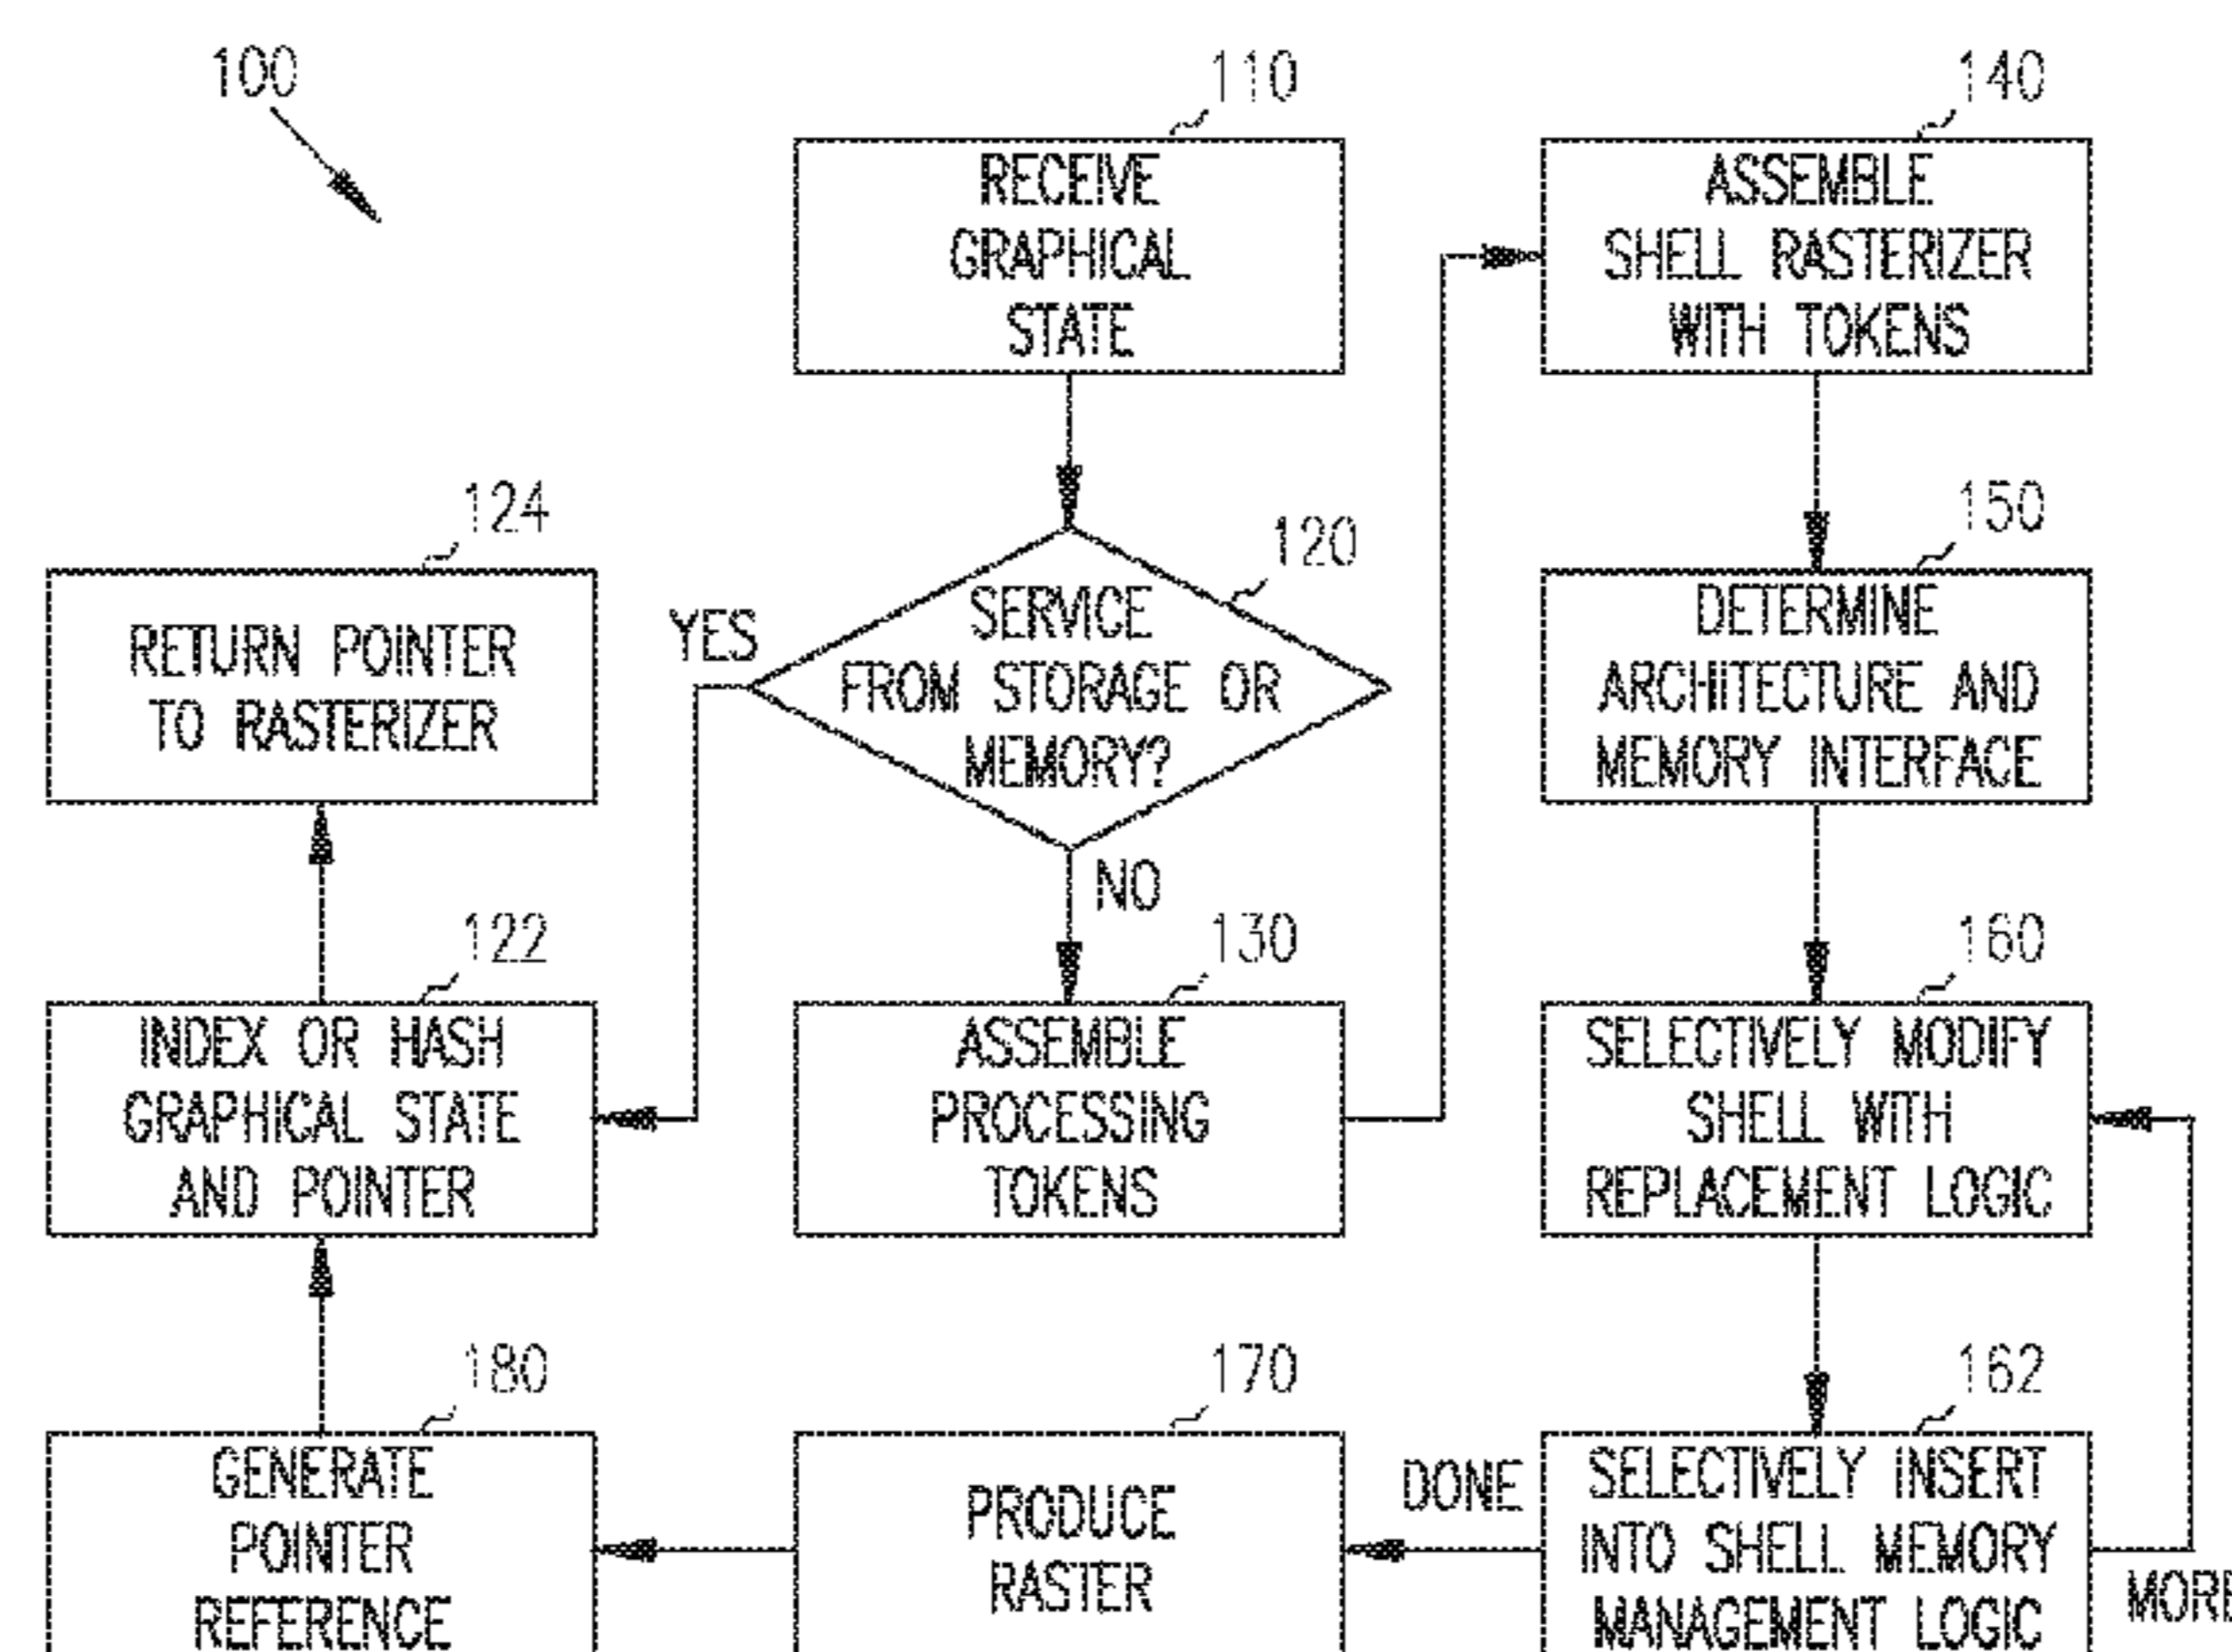 100
110
RECEIVE
GRAPHICAL
STATE
140
ASSEMBLE
SHELL RASTERIZER
WITH TOKENS
124
RETURN POINTER
TO RASTERIZER
120
SERVICE
FROM STORAGE OR
MEMORY?
YES
NO
150
DETERMINE
ARCHITECTURE AND
MEMORY INTERFACE
122
INDEX OR HASH
GRAPHICAL STATE
AND POINTER
130
ASSEMBLE
PROCESSING
TOKENS
160
SELECTIVELY MODIFY
SHELL WITH
REPLACEMENT LOGIC
180
GENERATE
POINTER
REFERENCE
170
PRODUCE
RASTER
DONE
162
SELECTIVELY INSERT
INTO SHELL MEMORY
MANAGEMENT LOGIC
MORE